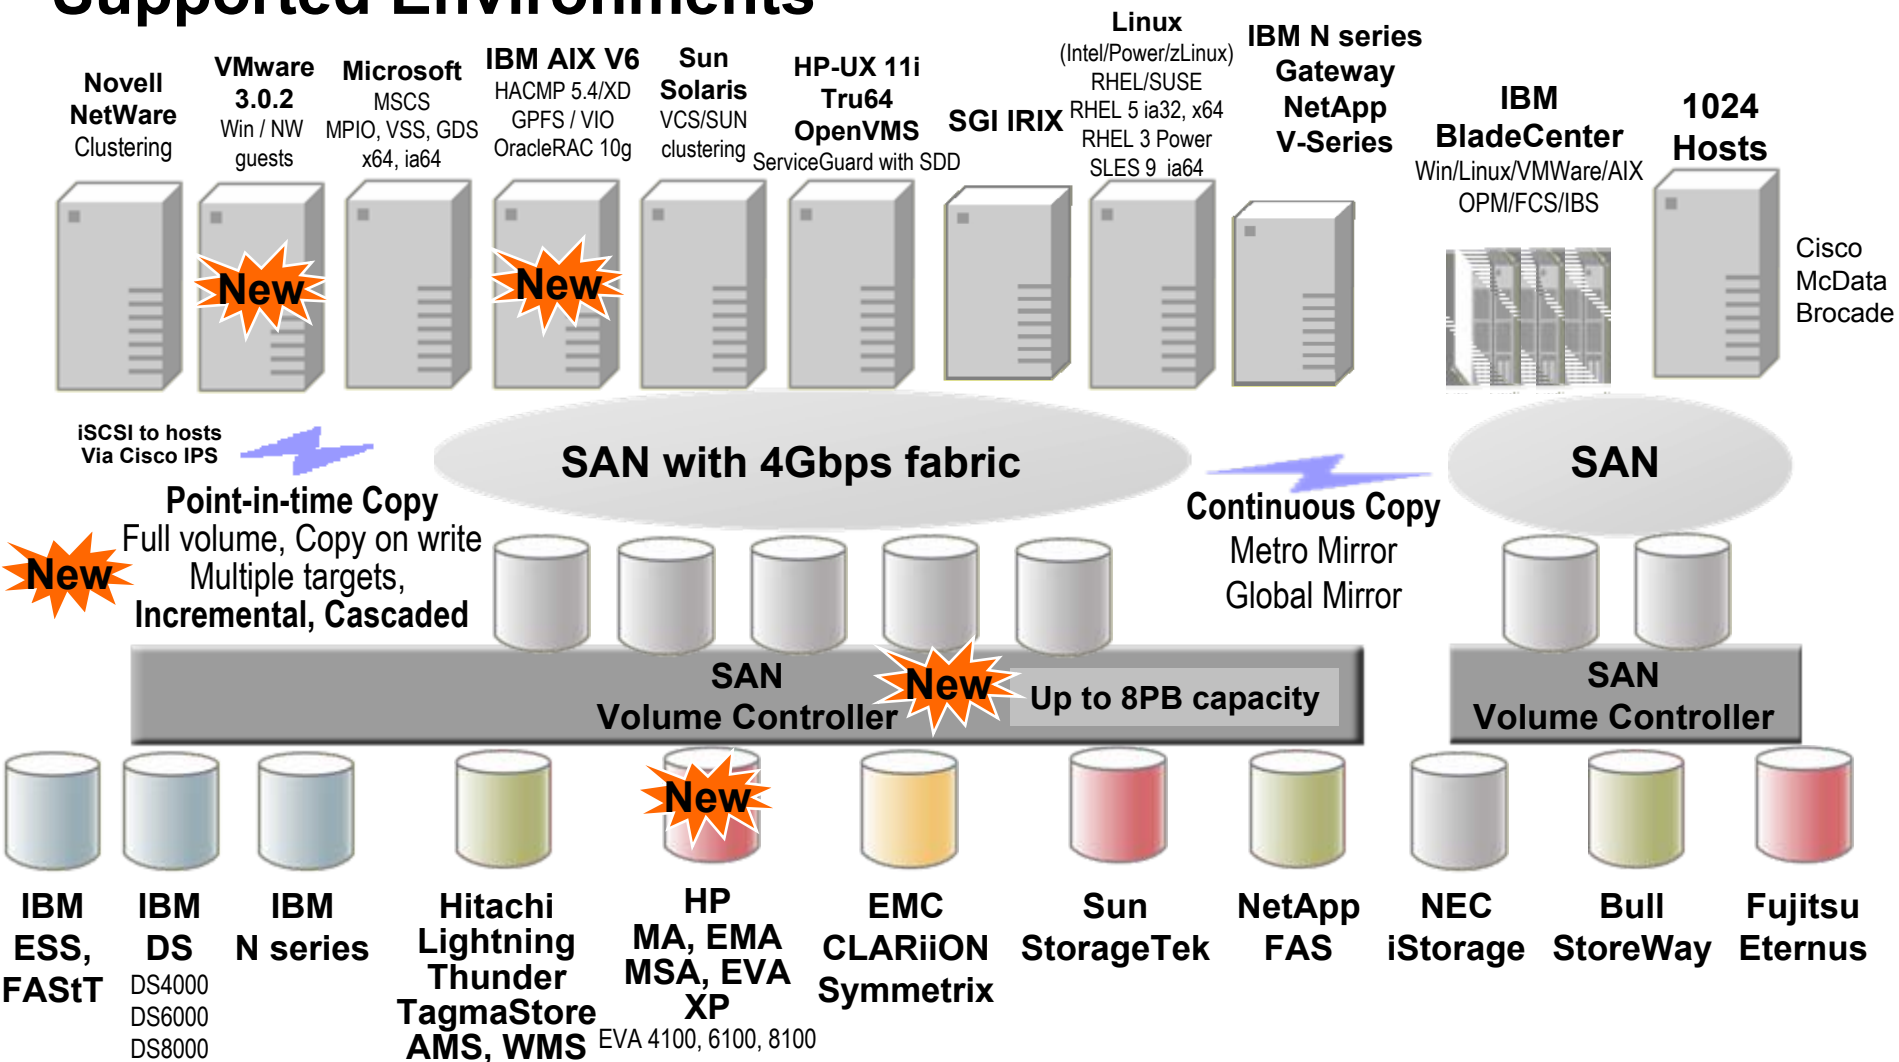 Supported Environments
Novell
NetWare
Clustering
VMware
3.0.2
Win / NW
guests
Microsoft
MSCS
MPIO, VSS, GDS
x64, ia64
IBM AIX V6
HACMP 5.4/XD
GPFS / VIO
OracleRAC 10g
Sun
Solaris
VCS/SUN
clustering
HP-UX 11i
Tru64
OpenVMS
ServiceGuard with SDD
SGI IRIX
Linux
(Intel/Power/zLinux)
RHEL/SUSE
RHEL 5 ia32, x64
RHEL 3 Power
SLES 9 ia64
IBM N series
Gateway
NetApp
V-Series
IBM
BladeCenter
Win/Linux/VMWare/AIX
OPM/FCS/IBS
1024
Hosts
Cisco
McData
Brocade
New
New
iSCSI to hosts
Via Cisco IPS
SAN with 4Gbps fabric
SAN
Point-in-time Copy
Full volume, Copy on write
Multiple targets,
Incremental, Cascaded
New
Continuous Copy
Metro Mirror
Global Mirror
SAN
Volume Controller
New
Up to 8PB capacity
SAN
Volume Controller
New
IBM
ESS,
FAStT
IBM
DS
DS4000
DS6000
DS8000
IBM
N series
Hitachi
Lightning
Thunder
TagmaStore
AMS, WMS
HP
MA, EMA
MSA, EVA
XP
EVA 4100, 6100, 8100
EMC
CLARiiON
Symmetrix
Sun
StorageTek
NetApp
FAS
NEC
iStorage
Bull
StoreWay
Fujitsu
Eternus